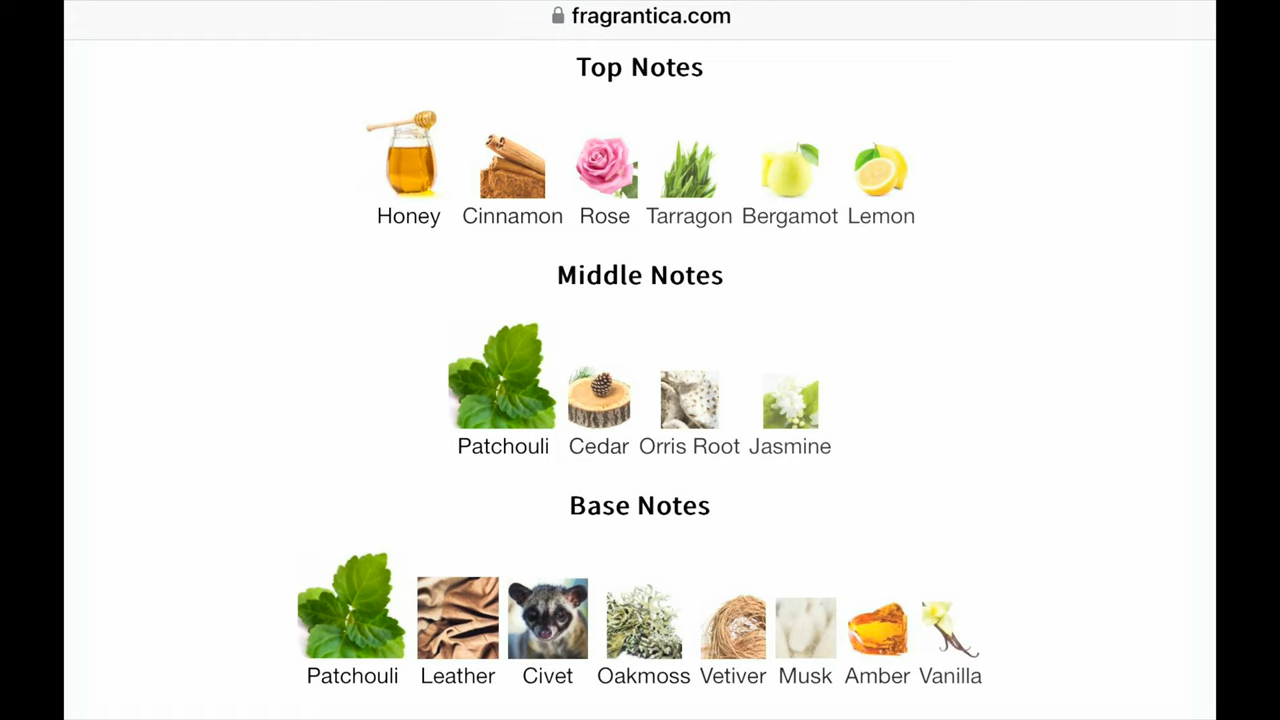 fragrantica.com
Top Notes
Honey Cinnamon Rose Tarragon Bergamot Lemon
Middle Notes
Patchouli Cedar Orris Root Jasmine
Base Notes
Patchouli Leather Civet Oakmoss Vetiver Musk Amber Vanilla